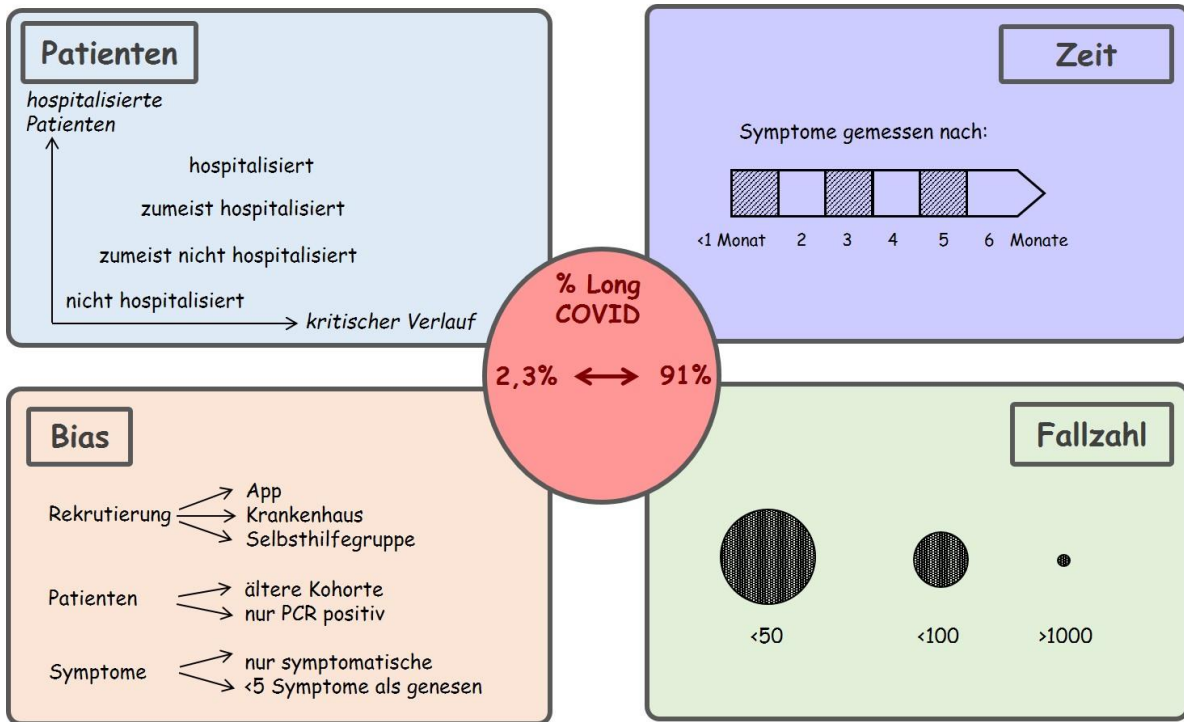 Patienten
hospitalisierte
Patienten
hospitalisiert
zumeist hospitalisiert
zumeist nicht hospitalisiert
nicht hospitalisiert
kritischer Verlauf
Zeit
Symptome gemessen nach:
<1 Monat 2 3 4 5 6 Monate
% Long
COVID
2,3% 91%
Bias
Rekrutierung
App
Krankenhaus
Selbsthilfegruppe
Patienten
ältere Kohorte
nur PCR positiv
Symptome
nur symptomatische
<5 Symptome als genesen
Fallzahl
<50 <100 >1000